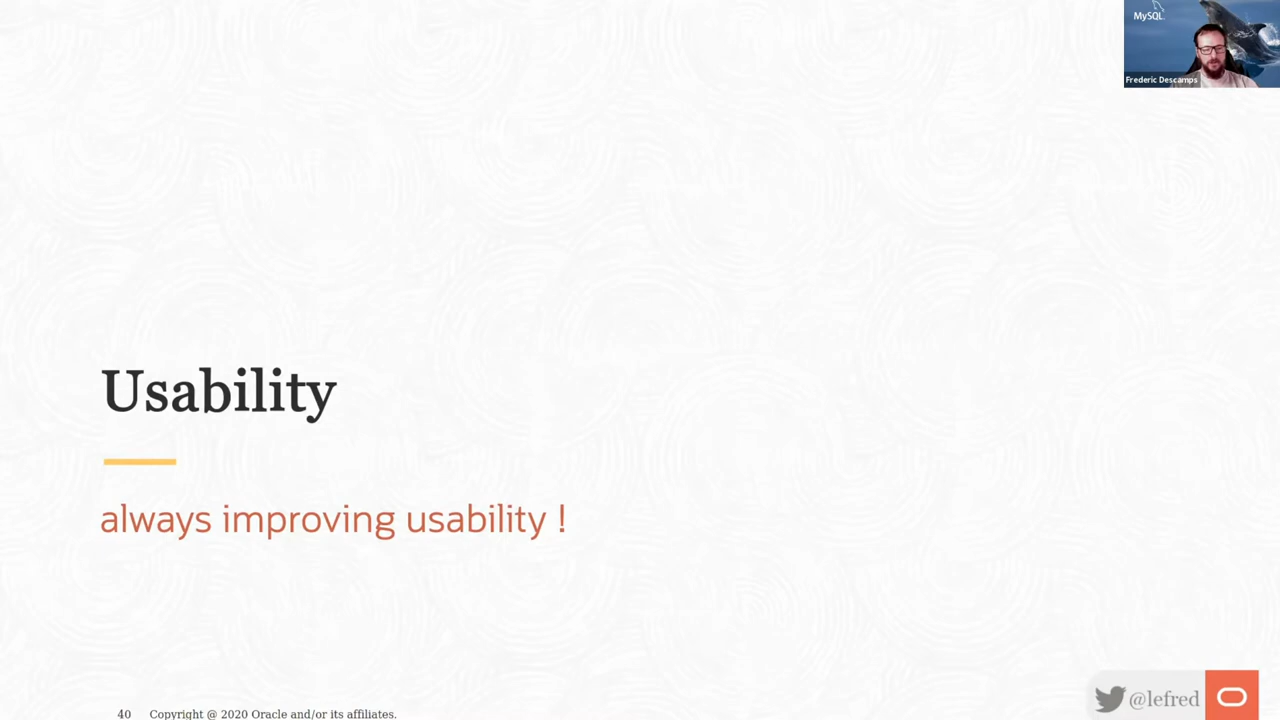 MySQL
Frederic Descamps
Usability
always improving usability !
@lefred
40 Copyright @ 2020 Oracle and/or its affiliates.